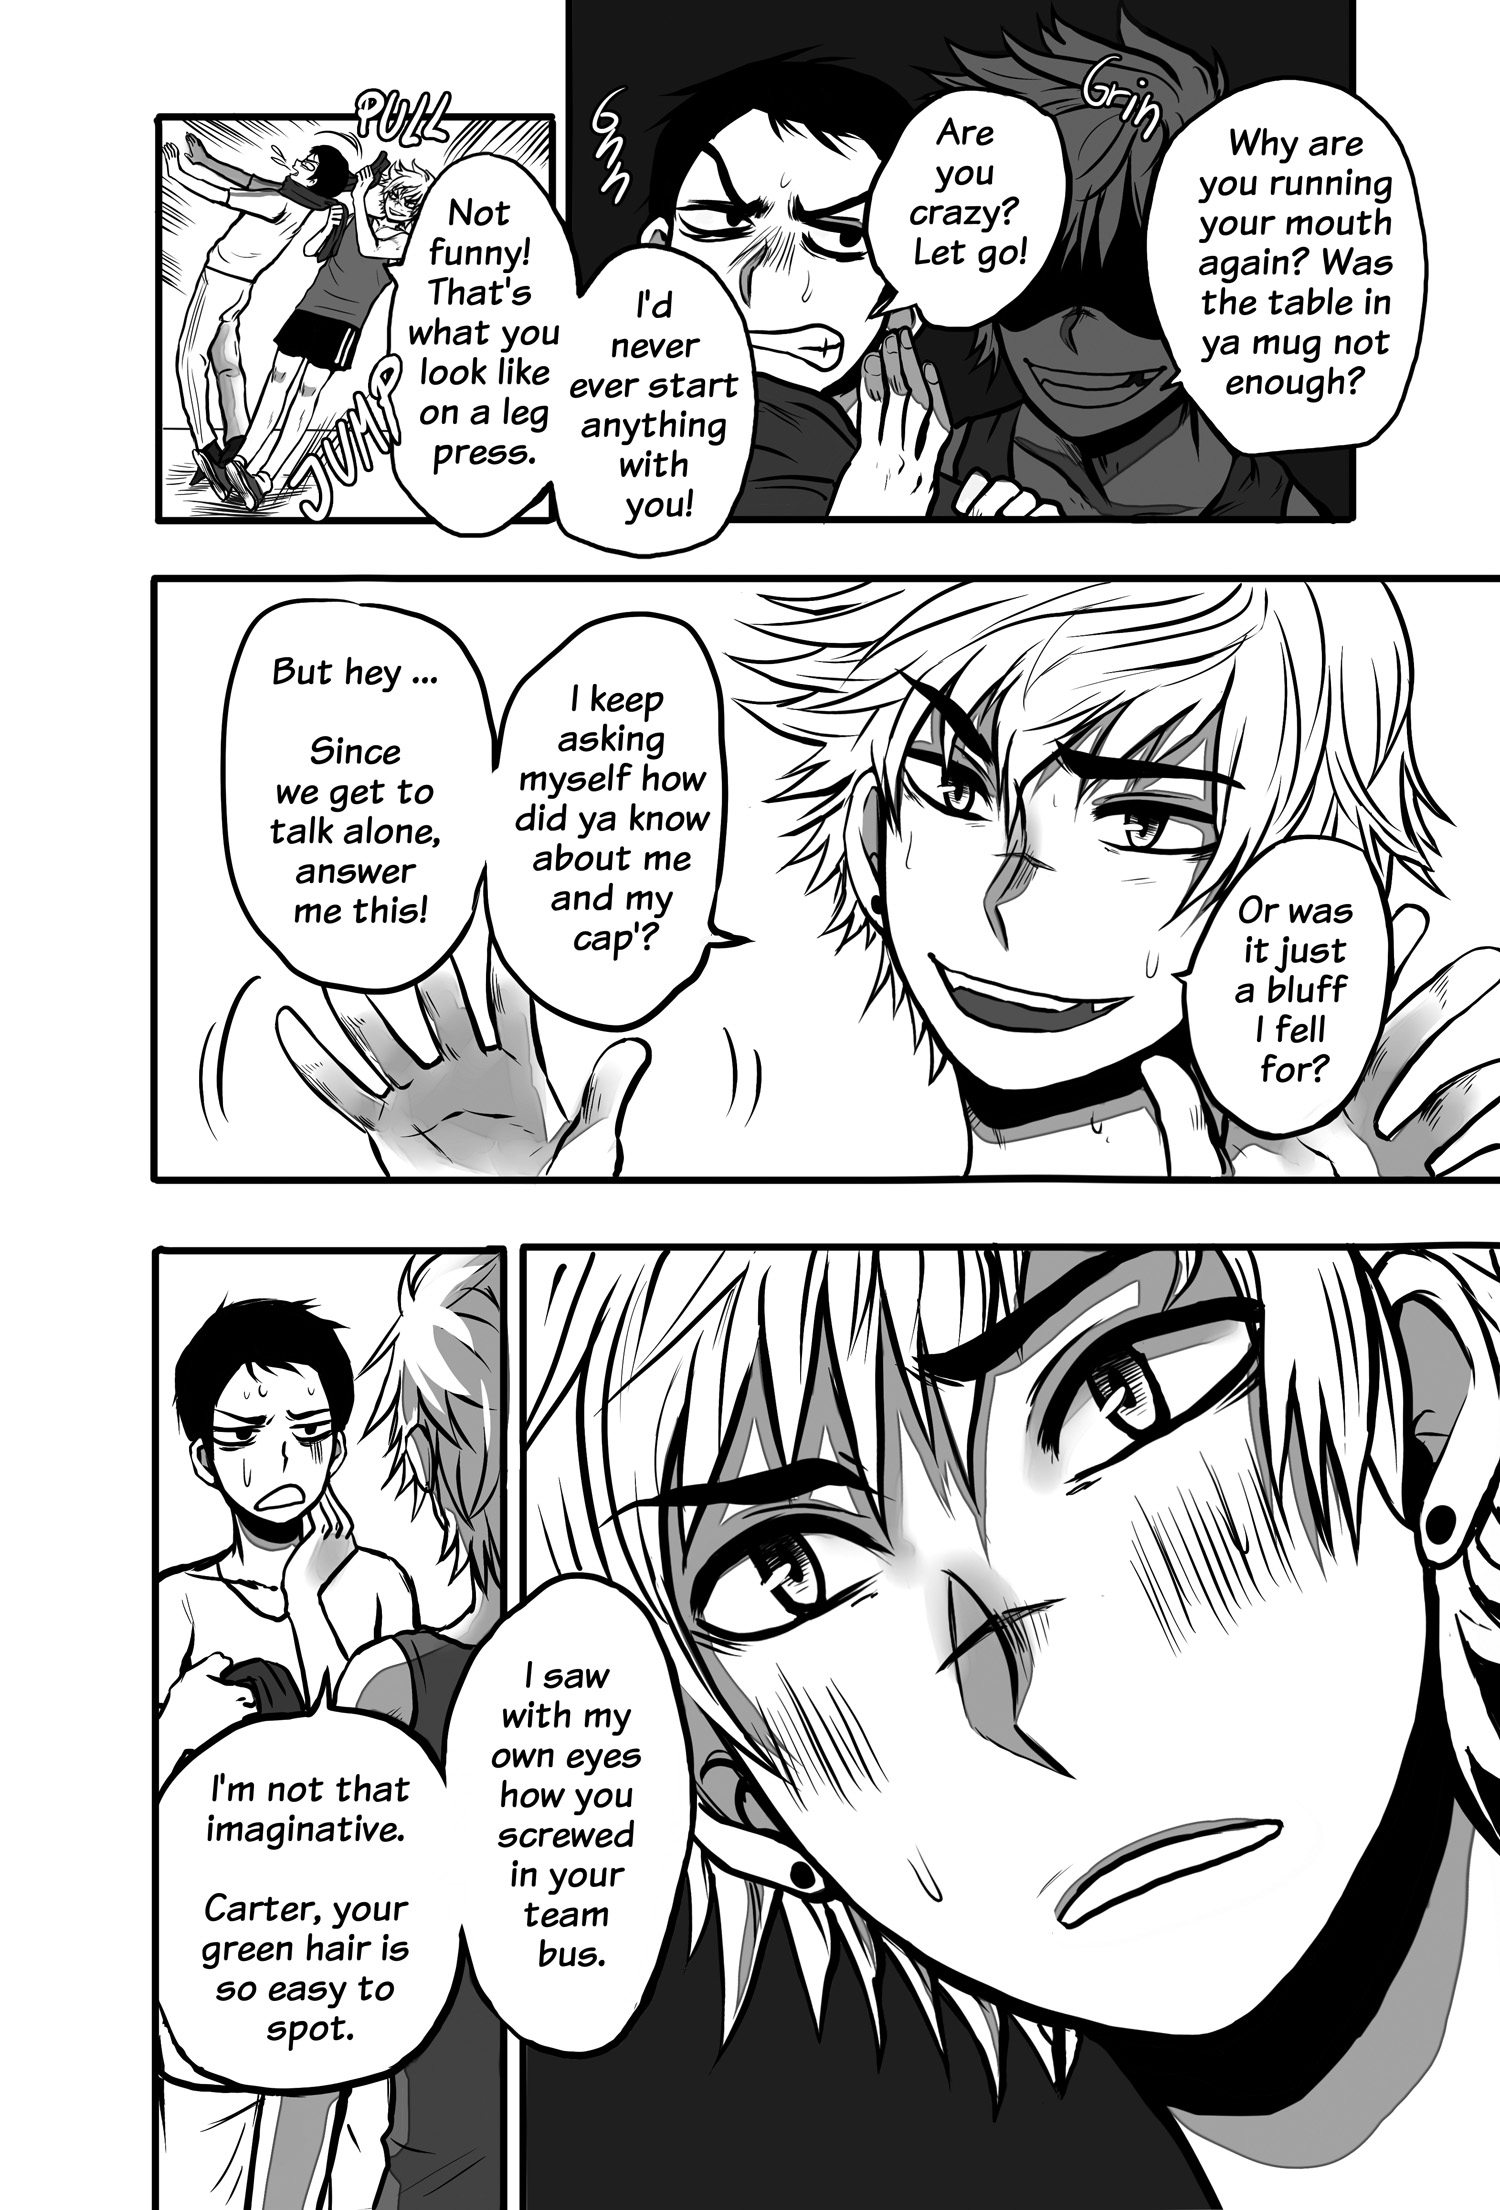 PULL
JUMP
Not
funny!
That's
what you
look like
on a leg
press.
I'd
never
ever start
anything
with
you!
Gnnn
Are
you
crazy?
Let go!
Grin
Why are
you running
your mouth
again? Was
the table in
ya mug not
enough?
But hey ...
Since
we get to
talk alone,
answer
me this!
I keep
asking
myself how
did ya know
about me
and my
cap'?
Or was
it just
a bluff
I fell
for?
I'm not that
imaginative.
Carter, your
green hair is
so easy to
spot.
I saw
with my
own eyes
how you
screwed
in your
team
bus.